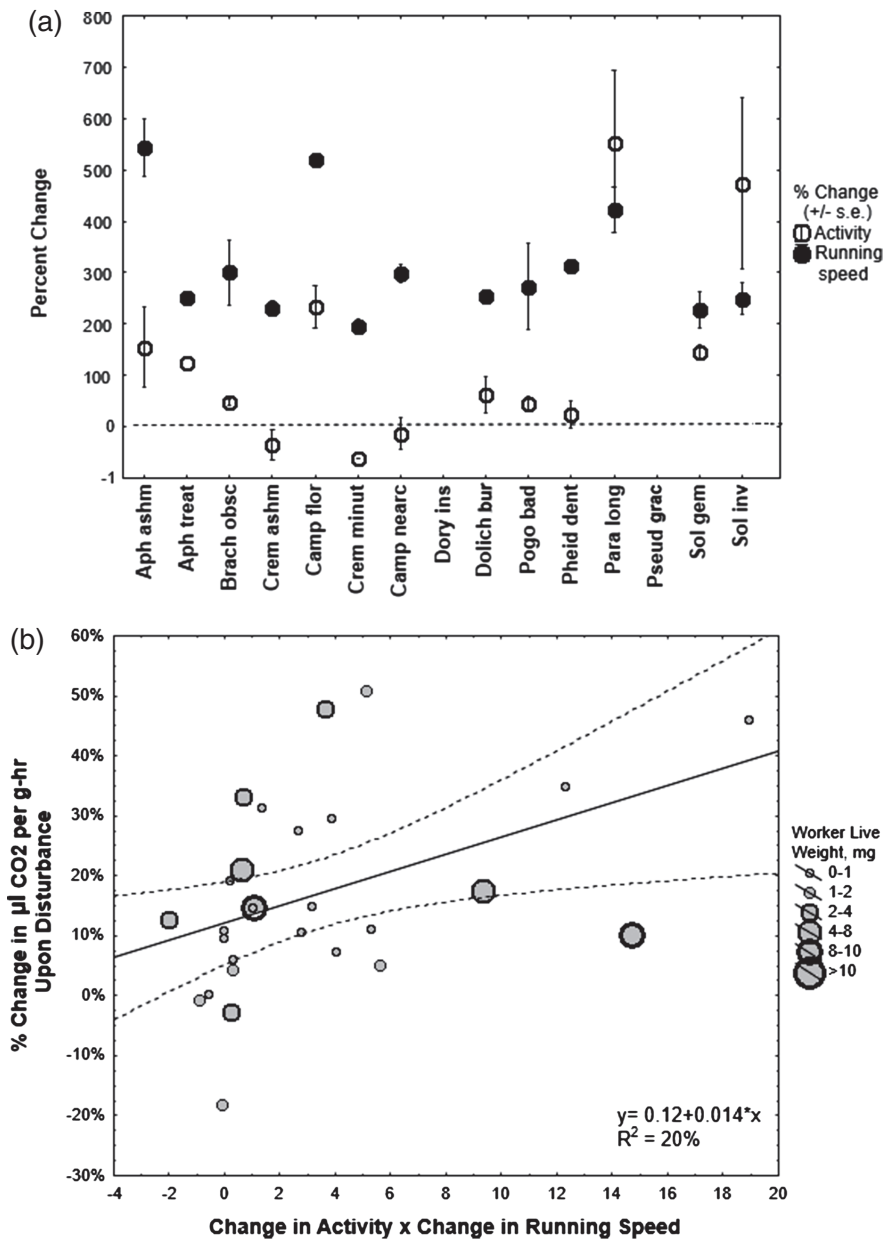 (a)
800
700
600
500
400
300
200
100
0
-1
Percent Change
Aph ashm
Aph treat
Brach obsc
Crem ashm
Camp flor
Crem minut
Camp nearc
Dory ins
Dolich bur
Pogo bad
Pheid dent
Para long
Pseud grac
Sol gem
Sol inv
% Change
(+/- s.e.)
Activity
Running
speed
(b)
60%
50%
40%
30%
20%
10%
0%
-10%
-20%
-30%
% Change in µl CO2 per g-hr
Upon Disturbance
-4
-2
0
2
4
6
8
10
12
14
16
18
20
Change in Activity x Change in Running Speed
y= 0.12+0.014*x
R² = 20%
Worker Live
Weight, mg
0-1
1-2
2-4
4-8
8-10
>10